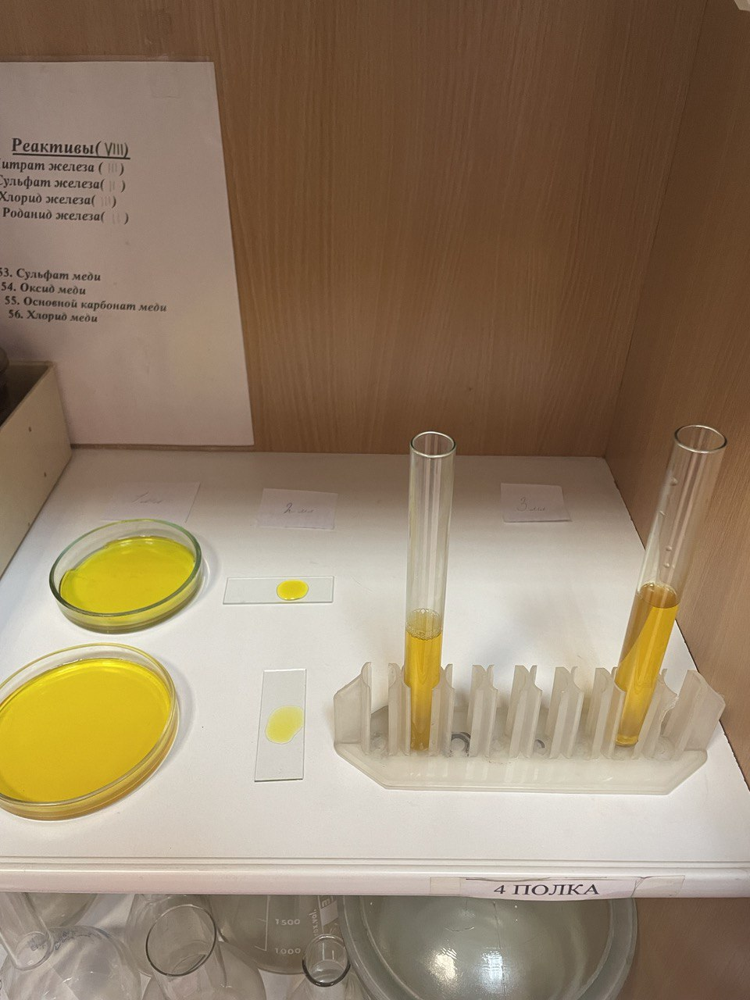 Реактивы( VIII)
итрат железа ( III )
Сульфат железа( II )
Хлорид железа( III )
Роданид железа( III )
53. Сульфат меди
54. Оксид меди
55. Основной карбонат меди
56. Хлорид меди
1 мл
2 мл
3 мл
4 ПОЛКА
1500
1000